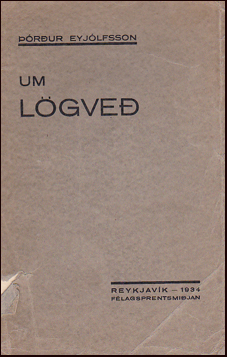 ÞÓRÐUR EYJÓLFSSON
UM
LÖGVEÐ
REYKJAVÍK — 1934
FÉLAGSPRENTSMIÐJAN